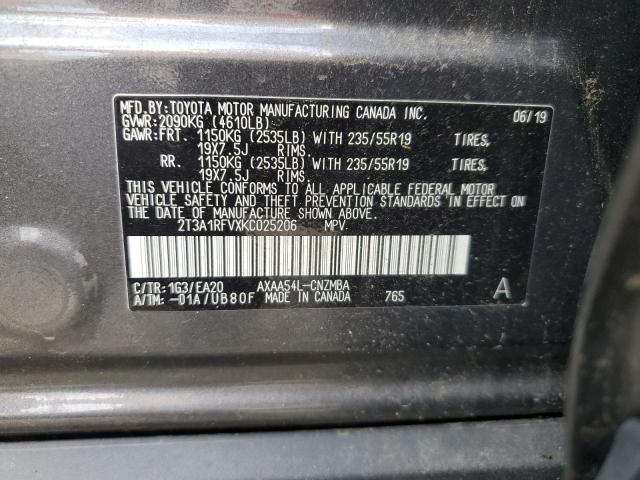 MFD.BY:TOYOTA MOTOR MANUFACTURING CANADA INC. 06/19
GVWR:2090KG (4610LB)
GAWR:FRT. 1150KG (2535LB) WITH 235/55R19 TIRES,
19X7.5J RIMS
RR. 1150KG (2535LB) WITH 235/55R19 TIRES,
19X7.5J RIMS
THIS VEHICLE CONFORMS TO ALL APPLICABLE FEDERAL MOTOR
VEHICLE SAFETY AND THEFT PREVENTION STANDARDS IN EFFECT ON
THE DATE OF MANUFACTURE SHOWN ABOVE.
2T3A1RFVXKC025206 MPV.
C/TR:1G3/EA20 AXAA54L-CNZMBA
A/TM:-01A/UB80F MADE IN CANADA 765 A